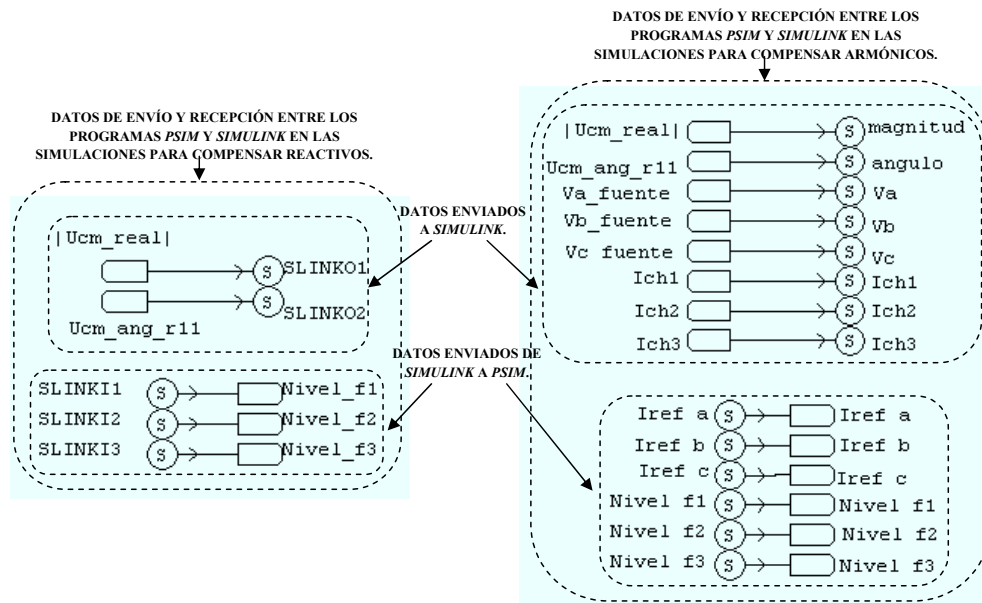 DATOS DE ENVÍO Y RECEPCIÓN ENTRE LOS
PROGRAMAS PSIM Y SIMULINK EN LAS
SIMULACIONES PARA COMPENSAR REACTIVOS.
|Ucm_real|
S SLINKO1
S SLINKO2
Ucm_ang_r11
SLINKI1 S Nivel_f1
SLINKI2 S Nivel_f2
SLINKI3 S Nivel_f3
DATOS ENVIADOS
A SIMULINK.
DATOS ENVIADOS DE
SIMULINK A PSIM.
DATOS DE ENVÍO Y RECEPCIÓN ENTRE LOS
PROGRAMAS PSIM Y SIMULINK EN LAS
SIMULACIONES PARA COMPENSAR ARMÓNICOS.
|Ucm_real| S magnitud
Ucm_ang_r11 S angulo
Va_fuente S Va
Vb_fuente S Vb
Vc fuente S Vc
Ich1 S Ich1
Ich2 S Ich2
Ich3 S Ich3
Iref a S Iref a
Iref b S Iref b
Iref c S Iref c
Nivel f1 S Nivel f1
Nivel f2 S Nivel f2
Nivel f3 S Nivel f3